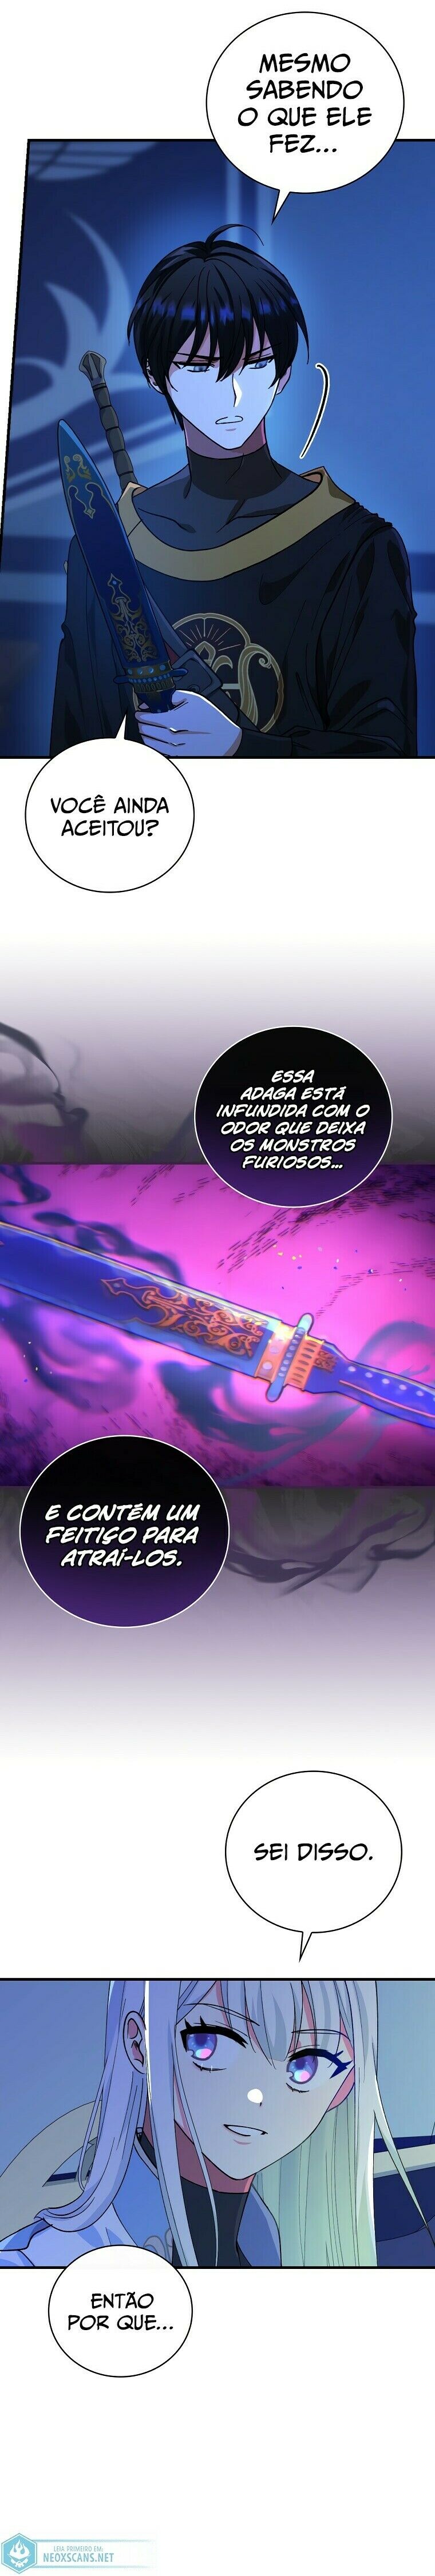 MESMO
SABENDO
O QUE ELE
FEZ...
VOCÊ AINDA
ACEITOU?
ESSA
ADAGA ESTÁ
INFUNDIDA COM O
ODOR QUE DEIXA
OS MONSTROS
FURIOSOS...
E CONTÉM UM
FEITIÇO PARA
ATRAÍ-LOS.
SEI DISSO.
ENTÃO
POR QUE...
LEIA PRIMEIRO EM:
NEOXSCANS.NET